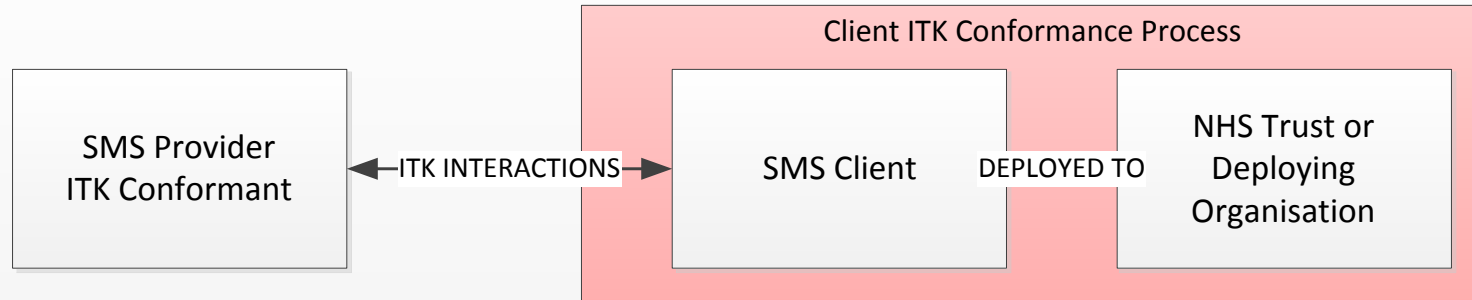 Client ITK Conformance Process
SMS Provider
ITK Conformant
ITK INTERACTIONS
SMS Client
DEPLOYED TO
NHS Trust or
Deploying
Organisation